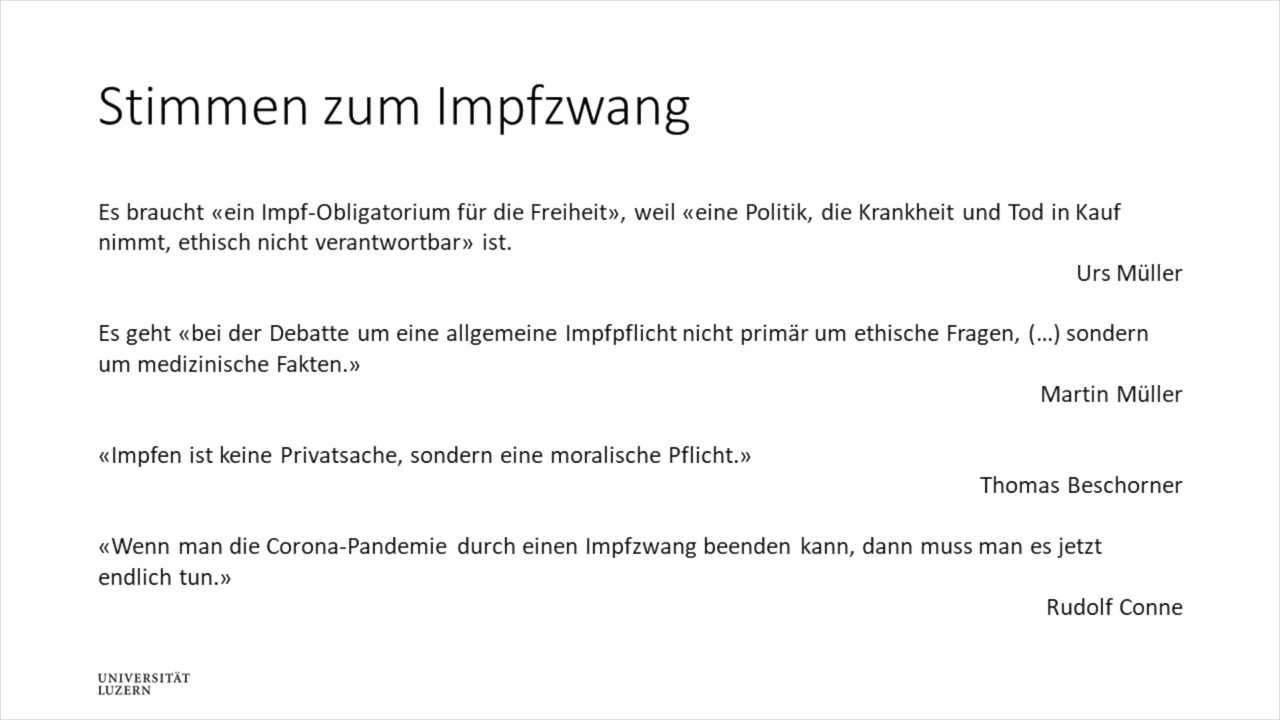 Stimmen zum Impfzwang
Es braucht «ein Impf-Obligatorium für die Freiheit», weil «eine Politik, die Krankheit und Tod in Kauf
nimmt, ethisch nicht verantwortbar» ist.
Urs Müller
Es geht «bei der Debatte um eine allgemeine Impfpflicht nicht primär um ethische Fragen, (…) sondern
um medizinische Fakten.»
Martin Müller
«Impfen ist keine Privatsache, sondern eine moralische Pflicht.»
Thomas Beschorner
«Wenn man die Corona-Pandemie durch einen Impfzwang beenden kann, dann muss man es jetzt
endlich tun.»
Rudolf Conne
UNIVERSITÄT
LUZERN